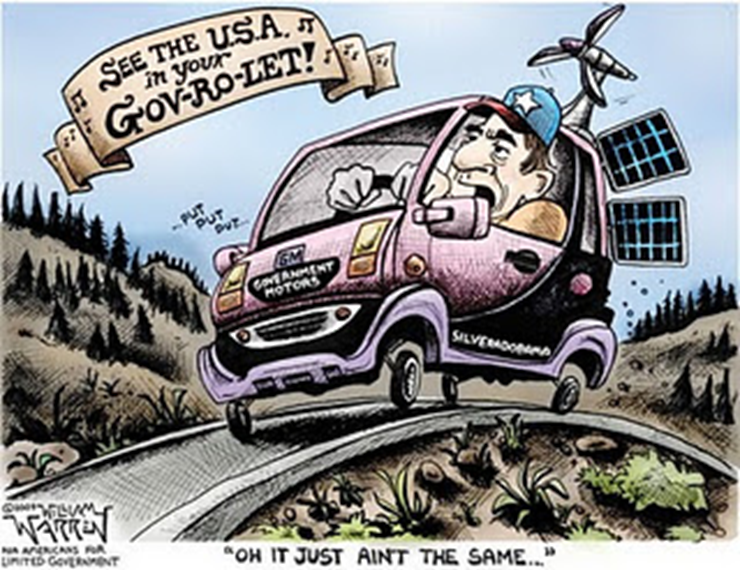 SEE THE U.S.A.
in your
GOV-RO-LET!
...PUT
PUT
PUT...
GM
GOVERNMENT
MOTORS
SILVERADOBAMA
©2009 WILLIAM
WARREN
FOR AMERICANS FOR
LIMITED GOVERNMENT
"OH IT JUST AIN'T THE SAME..."